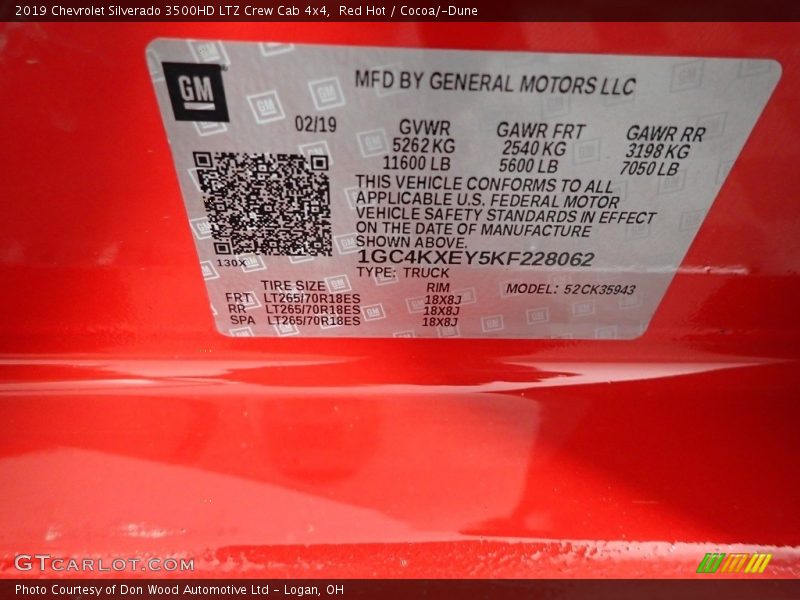 2019 Chevrolet Silverado 3500HD LTZ Crew Cab 4x4, Red Hot / Cocoa/­Dune
GM
MFD BY GENERAL MOTORS LLC
02/19 GVWR GAWR FRT GAWR RR
5262 KG 2540 KG 3198 KG
11600 LB 5600 LB 7050 LB
THIS VEHICLE CONFORMS TO ALL
APPLICABLE U.S. FEDERAL MOTOR
VEHICLE SAFETY STANDARDS IN EFFECT
ON THE DATE OF MANUFACTURE
SHOWN ABOVE.
130X
1GC4KXEY5KF228062
TYPE: TRUCK
TIRE SIZE RIM MODEL: 52CK35943
FRT LT265/70R18ES 18X8J
RR LT265/70R18ES 18X8J
SPA LT265/70R18ES 18X8J
GTCARLOT.COM
Photo Courtesy of Don Wood Automotive Ltd - Logan, OH